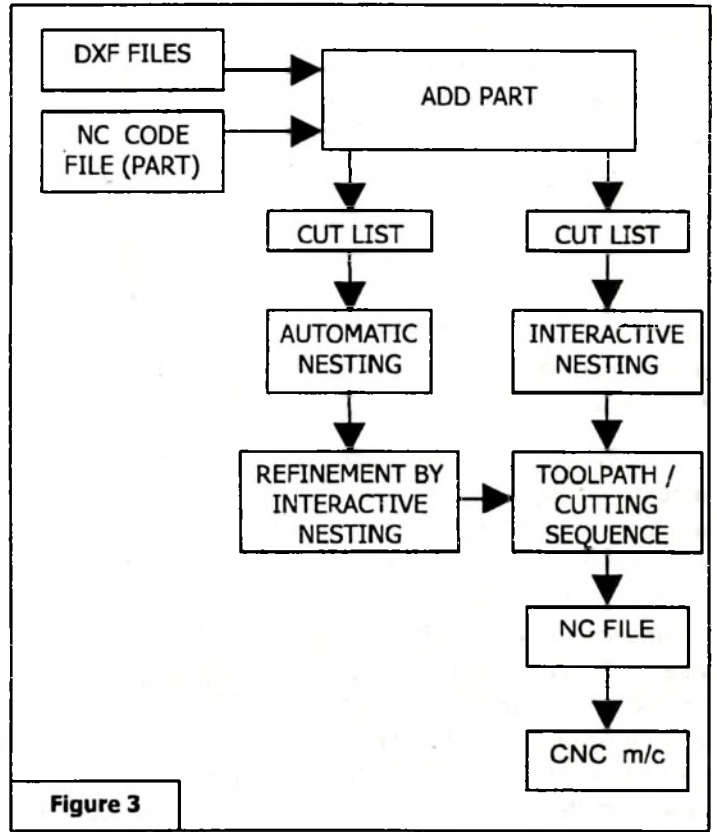 DXF FILES
ADD PART
NC CODE
FILE (PART)
CUT LIST
CUT LIST
AUTOMATIC
NESTING
INTERACTIVE
NESTING
REFINEMENT BY
INTERACTIVE
NESTING
TOOLPATH /
CUTTING
SEQUENCE
NC FILE
CNC m/c
Figure 3